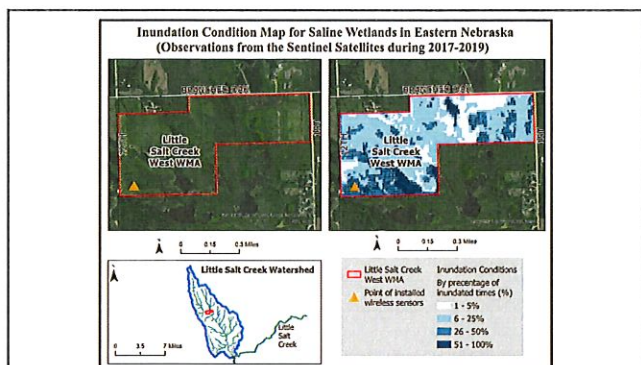 Inundation Condition Map for Saline Wetlands in Eastern Nebraska
(Observations from the Sentinel Satellites during 2017-2019)
Little
Salt Creek
West WMA
Little
Salt Creek
West WMA
0 0.15 0.3 Miles
0 0.15 0.3 Miles
Little Salt Creek Watershed
Little
Salt
Creek
0 3.5 7 Miles
Little Salt Creek
West WMA
Point of installed
wireless sensors
Inundation Conditions
By precentage of
inundated times (%)
1 - 5%
6 - 25%
26 - 50%
51 - 100%